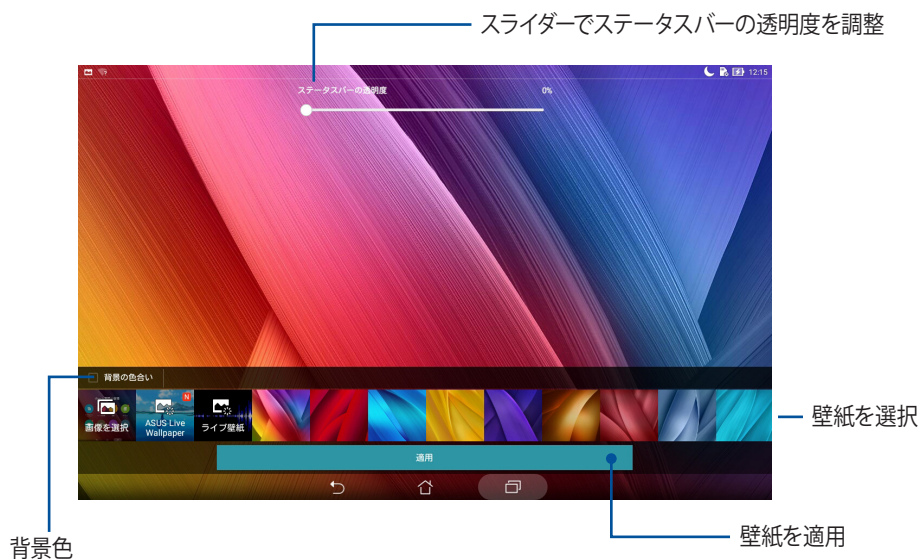 スライダーでステータスバーの透明度を調整
12:15
ステータスバーの透明度 0%
背景の色合い
画像を選択
N
ASUS Live
Wallpaper
ライブ壁紙
壁紙を選択
適用
壁紙を適用
背景色